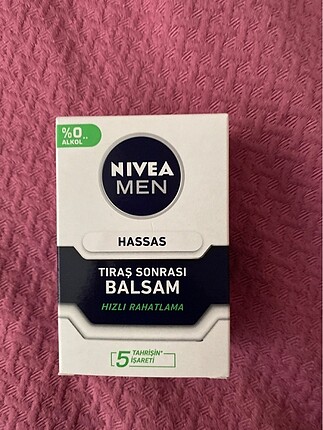 %0..
ALKOL
NIVEA
MEN
HASSAS
TIRAŞ SONRASI
BALSAM
HIZLI RAHATLAMA
5 TAHRİŞİN*
İŞARETİ